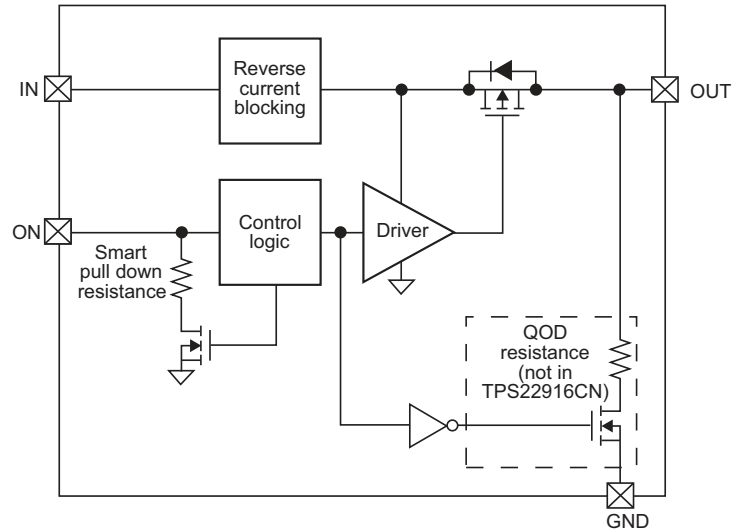 IN
Reverse
current
blocking
OUT
ON
Control
logic
Driver
Smart
pull down
resistance
QOD
resistance
(not in
TPS22916CN)
GND